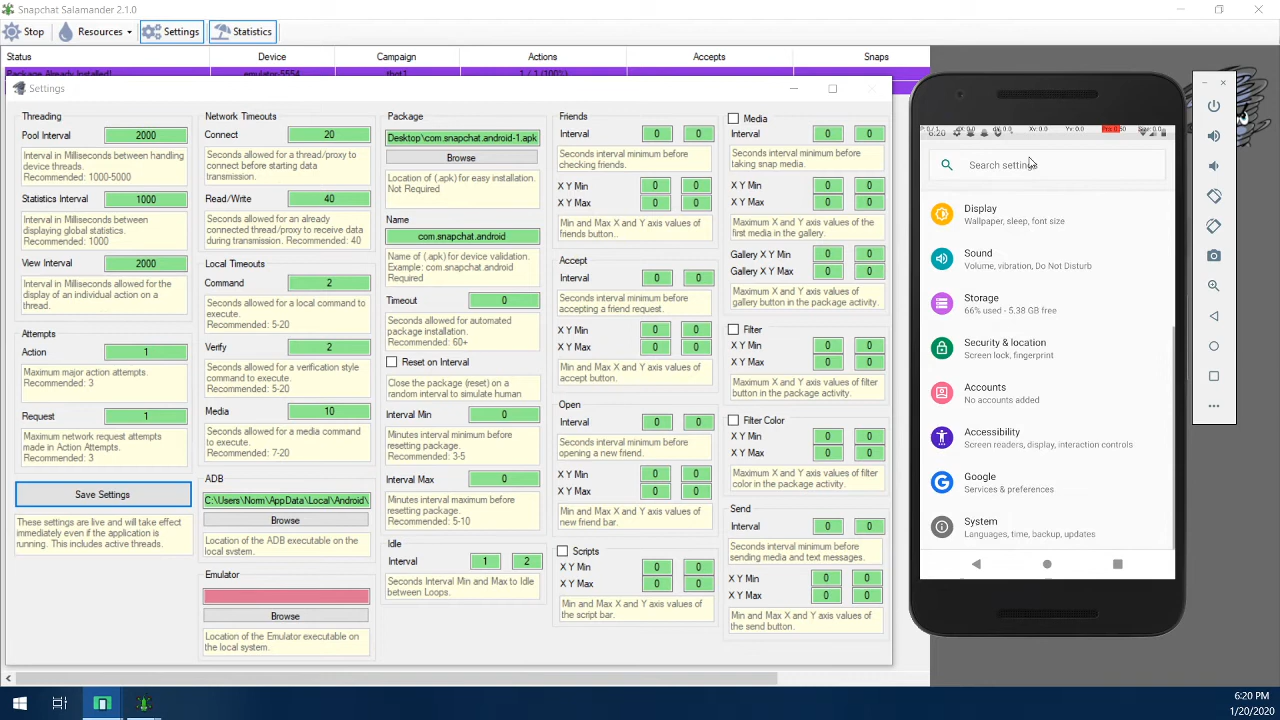 Snapchat Salamander 2.1.0
Stop
Resources
Settings
Statistics
Status
Device
Campaign
Actions
Accepts
Snaps
Package Already Installed!
emulator-5554
thot1
1 / 1 (100%)
Settings
Threading
Pool Interval
2000
Interval in Milliseconds between handling
device threads.
Recommended: 1000-5000
Statistics Interval
1000
Interval in Milliseconds between
displaying global statistics.
Recommended: 1000
View Interval
2000
Interval in Milliseconds allowed for the
display of an individual action on a
thread.
Attempts
Action
1
Maximum major action attempts.
Recommended: 3
Request
1
Maximum network request attempts
made in Action Attempts.
Recommended: 3
Save Settings
These settings are live and will take effect
immediately even if the application is
running. This includes active threads.
Network Timeouts
Connect
20
Seconds allowed for a thread/proxy to
connect before starting data
transmission.
Read/Write
40
Seconds allowed for an already
connected thread/proxy to receive data
during transmission. Recommended: 40
Local Timeouts
Command
2
Seconds allowed for a local command to
execute.
Recommended: 5-20
Verify
2
Seconds allowed for a verification style
command to execute.
Recommended: 5-20
Media
10
Seconds allowed for a media command
to execute.
Recommended: 7-20
ADB
C:\Users\Norm\AppData\Local\Android\
Browse
Location of the ADB executable on the
local system.
Emulator
Browse
Location of the Emulator executable on
the local system.
Package
Desktop\com.snapchat.android-1.apk
Browse
Location of (.apk) for easy installation.
Not Required
Name
com.snapchat.android
Name of (.apk) for device validation.
Example: com.snapchat.android
Required
Timeout
0
Seconds allowed for automated
package installation.
Recommended: 60+
Reset on Interval
Close the package (reset) on a
random interval to simulate human
Interval Min
0
Minutes interval minimum before
resetting package.
Recommended: 3-5
Interval Max
0
Minutes interval maximum before
resetting package.
Recommended: 5-10
Idle
Interval
1
2
Seconds Interval Min and Max to Idle
between Loops.
Friends
Interval
0
0
Seconds interval minimum before
checking friends.
X Y Min
0
0
X Y Max
0
0
Min and Max X and Y axis values of
friends button..
Accept
Interval
0
0
Seconds interval minimum before
accepting a friend request.
X Y Min
0
0
X Y Max
0
0
Min and Max X and Y axis values of
accept button.
Open
Interval
0
0
Seconds interval minimum before
opening a new friend.
X Y Min
0
0
X Y Max
0
0
Min and Max X and Y axis values of
new friend bar.
Scripts
X Y Min
0
0
X Y Max
0
0
Min and Max X and Y axis values of
the script bar.
Media
Interval
0
0
Seconds interval minimum before
taking snap media.
X Y Min
0
0
X Y Max
0
0
Maximum X and Y axis values of the
first media in the gallery.
Gallery X Y Min
0
0
Gallery X Y Max
0
0
Maximum X and Y axis values of
gallery button in the package activity.
Filter
X Y Min
0
0
X Y Max
0
0
Maximum X and Y axis values of filter
button in the package activity.
Filter Color
X Y Min
0
0
X Y Max
0
0
Maximum X and Y axis values of filter
color in the package activity.
Send
Interval
0
0
Seconds interval minimum before
sending media and text messages.
X Y Min
0
0
X Y Max
0
0
Min and Max X and Y axis values of
the send button.
6:20
Search settings
Display
Wallpaper, sleep, font size
Sound
Volume, vibration, Do Not Disturb
Storage
66% used - 5.38 GB free
Security & location
Screen lock, fingerprint
Accounts
No accounts added
Accessibility
Screen readers, display, interaction controls
Google
Services & preferences
System
Languages, time, backup, updates
6:20 PM
1/20/2020